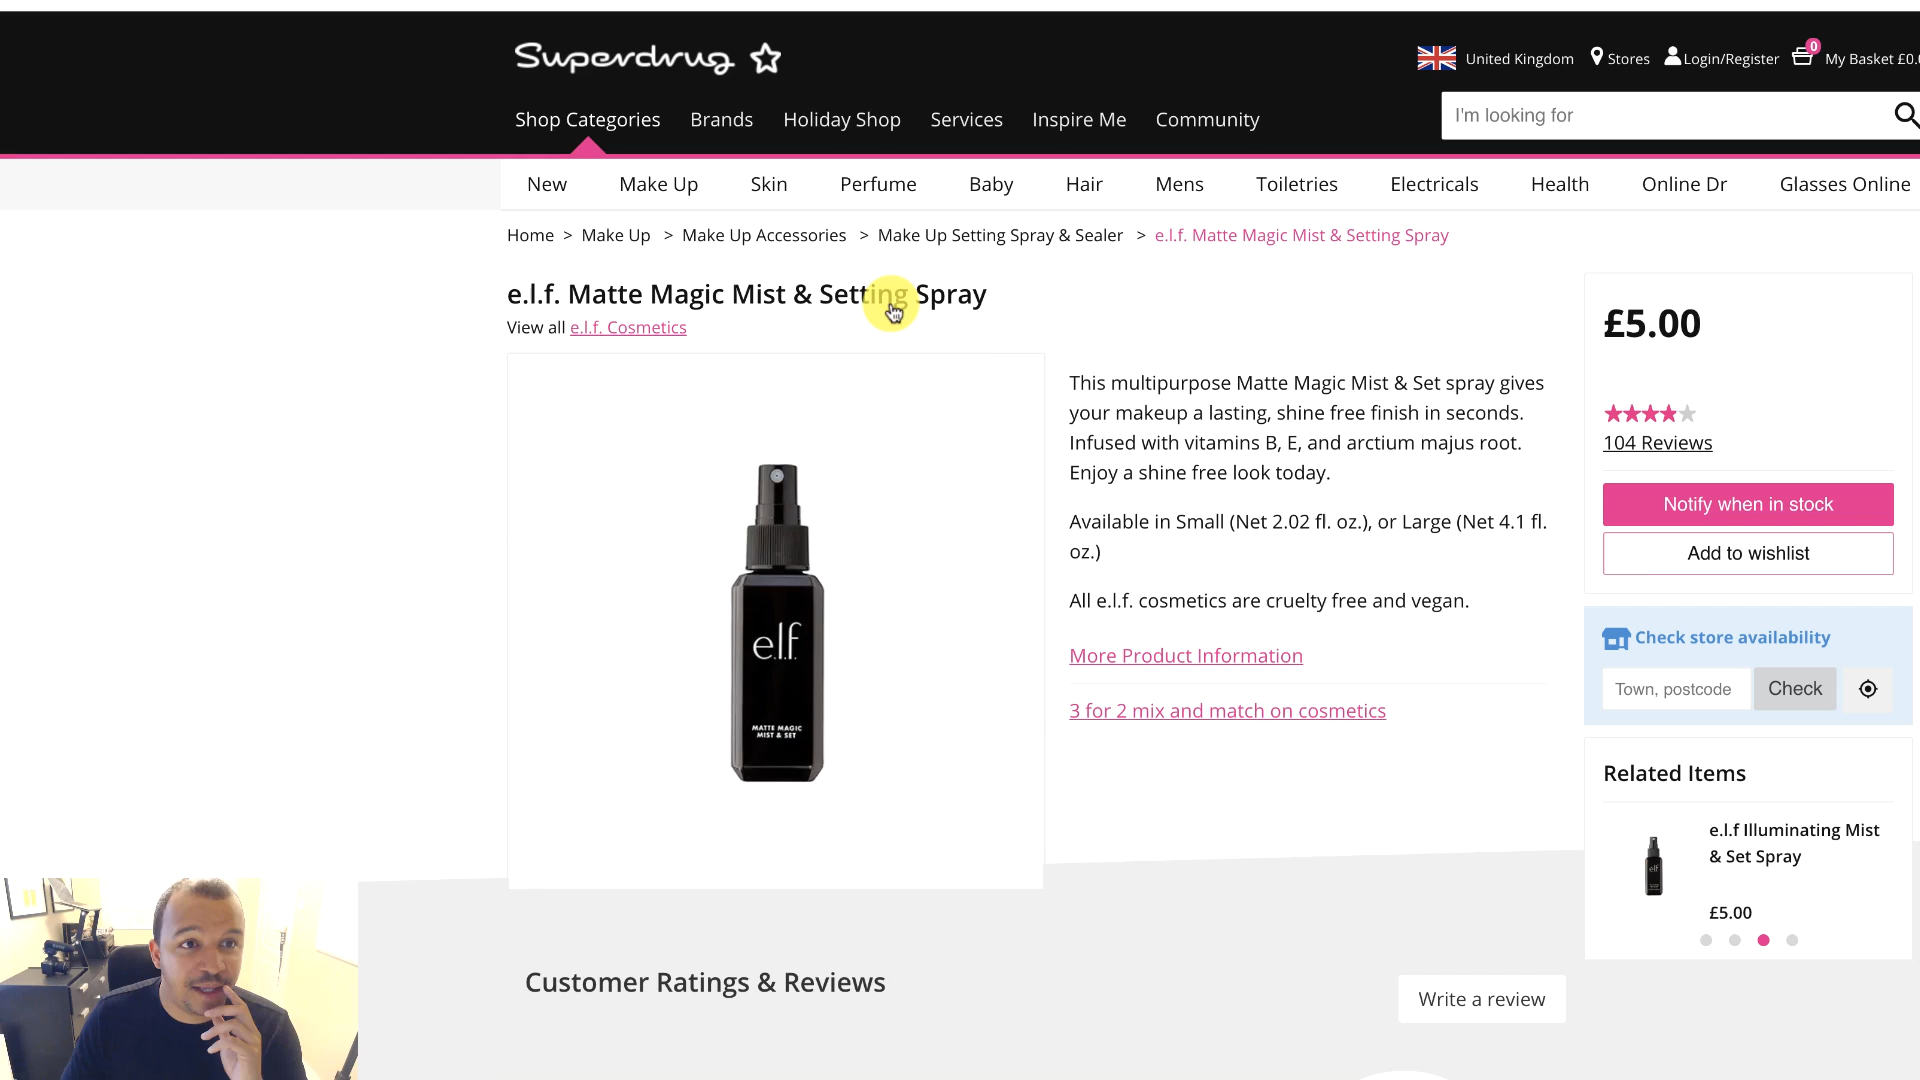 Superdrug
United Kingdom
Stores
Login/Register
0
My Basket £0.
Shop Categories
Brands
Holiday Shop
Services
Inspire Me
Community
I'm looking for
New
Make Up
Skin
Perfume
Baby
Hair
Mens
Toiletries
Electricals
Health
Online Dr
Glasses Online
Home > Make Up > Make Up Accessories > Make Up Setting Spray & Sealer > e.l.f. Matte Magic Mist & Setting Spray
e.l.f. Matte Magic Mist & Setting Spray
View all e.l.f. Cosmetics
e.l.f.
MATTE MAGIC
MIST & SET
This multipurpose Matte Magic Mist & Set spray gives
your makeup a lasting, shine free finish in seconds.
Infused with vitamins B, E, and arctium majus root.
Enjoy a shine free look today.
Available in Small (Net 2.02 fl. oz.), or Large (Net 4.1 fl.
oz.)
All e.l.f. cosmetics are cruelty free and vegan.
More Product Information
3 for 2 mix and match on cosmetics
£5.00
104 Reviews
Notify when in stock
Add to wishlist
Check store availability
Town, postcode
Check
Related Items
elf
e.l.f Illuminating Mist
& Set Spray
£5.00
Customer Ratings & Reviews
Write a review